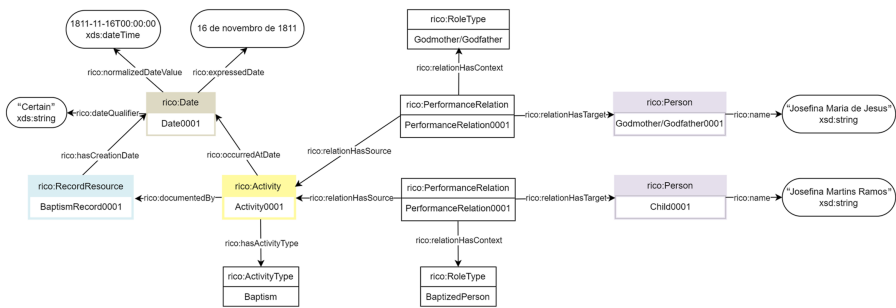 1811-11-16T00:00:00
xds:dateTime
16 de novembro de 1811
rico:RoleType
Godmother/Godfather
rico:normalizedDateValue
rico:expressedDate
rico:relationHasContext
"Certain"
xds:string
rico:dateQualifier
rico:Date
Date0001
rico:PerformanceRelation
PerformanceRelation0001
rico:relationHasTarget
rico:Person
Godmother/Godfather0001
rico:name
"Josefina Maria de Jesus"
xsd:string
rico:hasCreationDate
rico:occurredAtDate
rico:relationHasSource
rico:RecordResource
BaptismRecord0001
rico:documentedBy
rico:Activity
Activity0001
rico:relationHasSource
rico:PerformanceRelation
PerformanceRelation0001
rico:relationHasTarget
rico:Person
Child0001
rico:name
"Josefina Martins Ramos"
xsd:string
rico:hasActivityType
rico:relationHasContext
rico:ActivityType
Baptism
rico:RoleType
BaptizedPerson